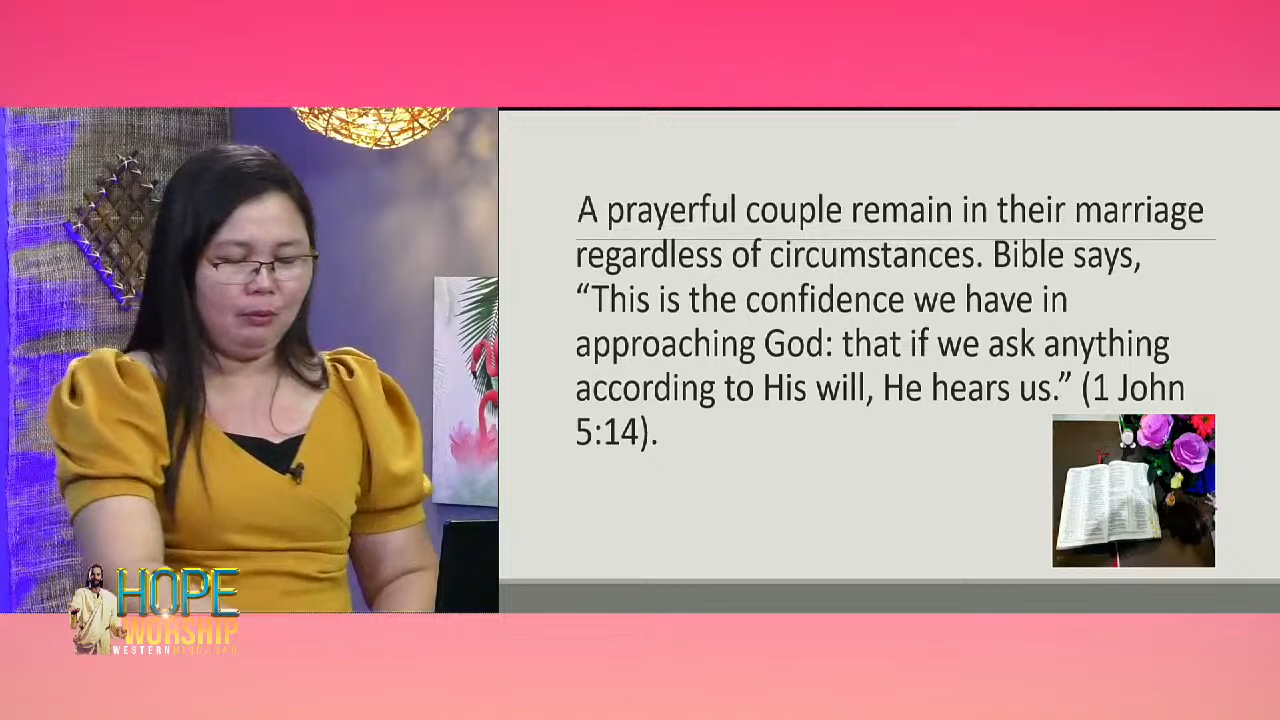 A prayerful couple remain in their marriage
regardless of circumstances. Bible says,
“This is the confidence we have in
approaching God: that if we ask anything
according to His will, He hears us.” (1 John
5:14).
HOPE
WORSHIP
WESTERN MINDANAO